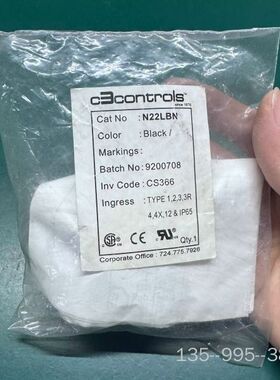 c3controls
since 1976
Cat No : N22LBN
Color : Black /
Markings :
Batch No : 9200708
Inv Code : CS366
Ingress : TYPE 1,2,3,3R
4,4X,12 & IP65
Qty.1
Corporate Office : 724.775.7926
135--995--3